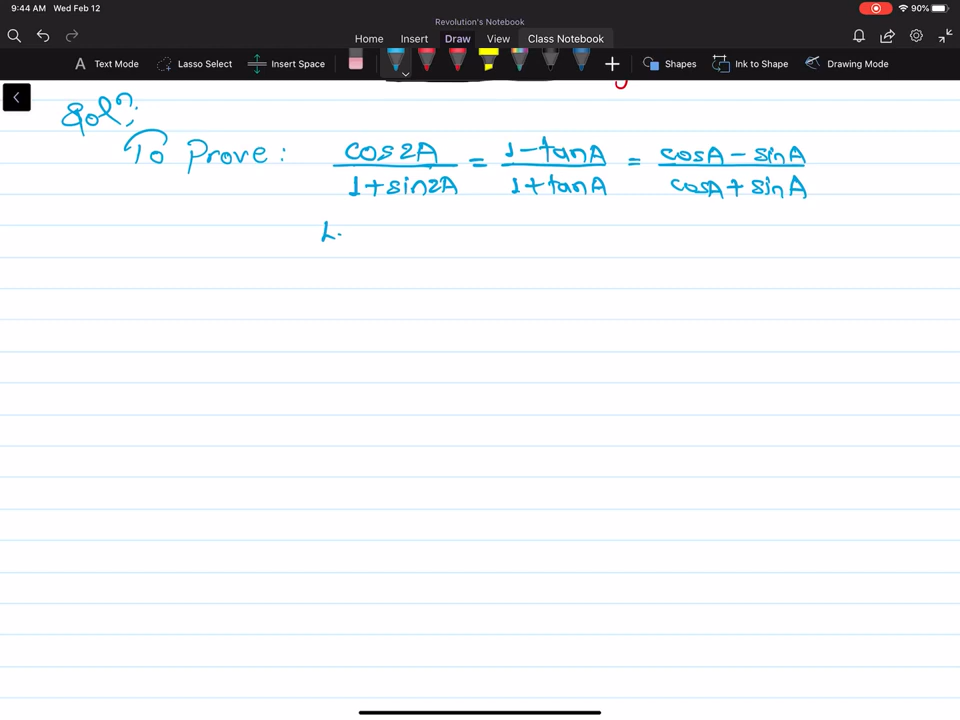 9:44 AM Wed Feb 12
90%
Revolution's Notebook
Home Insert Draw View Class Notebook
Text Mode Lasso Select Insert Space Shapes Ink to Shape Drawing Mode
Solⁿ:
To Prove: cos2A / 1+sin2A = 1-tanA / 1+tanA = cosA - sinA / cosA + sinA
L.